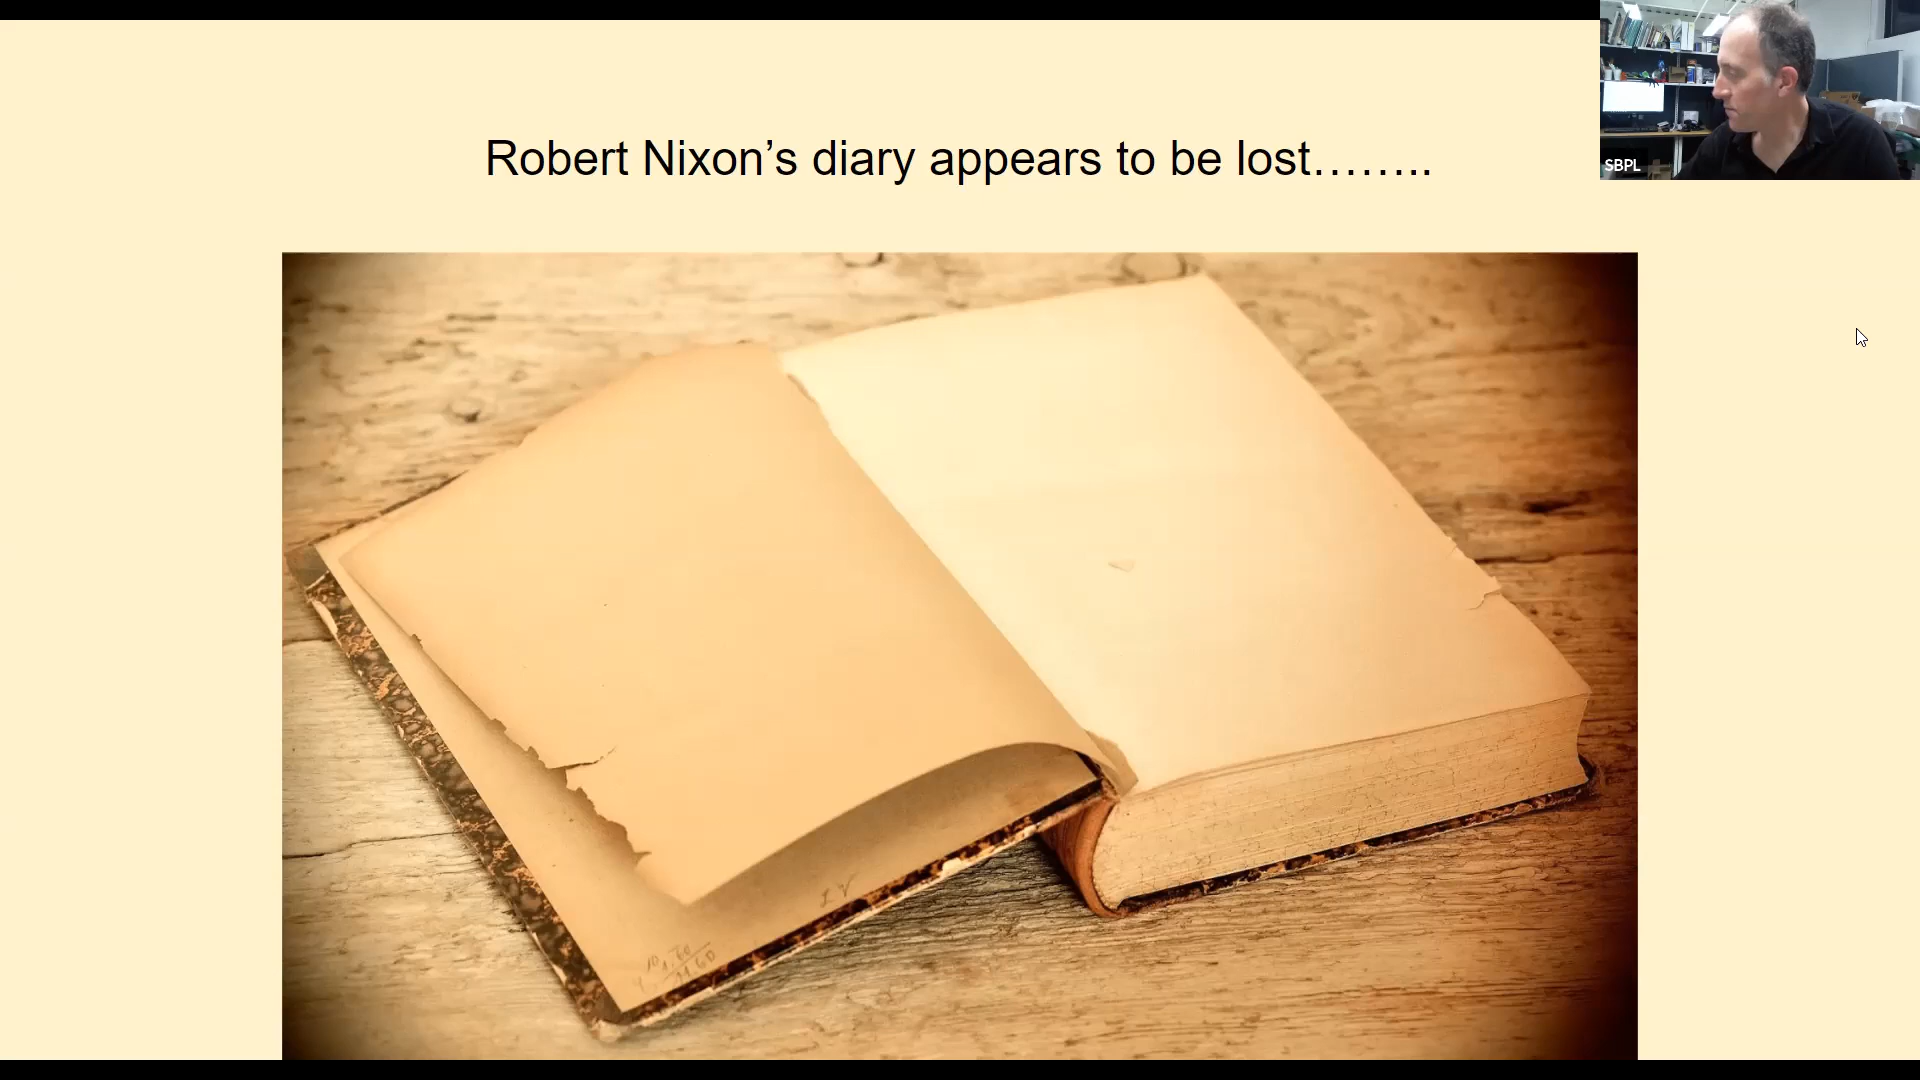 Robert Nixon’s diary appears to be lost……..
SBPL